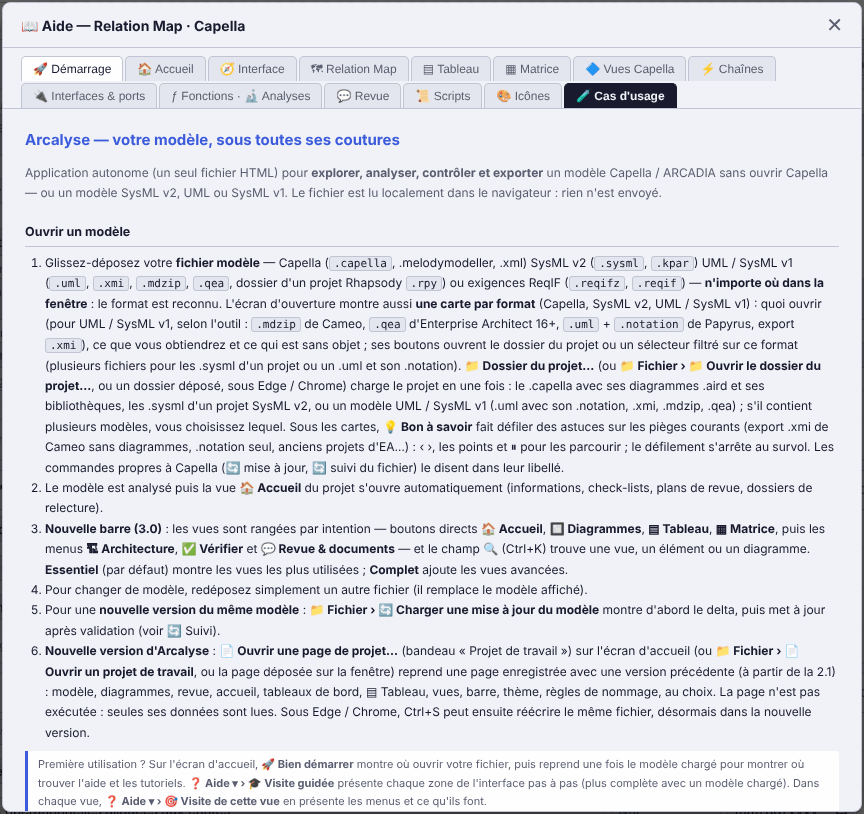 📖 Aide — Relation Map · Capella ✕
🚀 Démarrage 🏠 Accueil 🧭 Interface 🗺 Relation Map ▤ Tableau ▦ Matrice 🔷 Vues Capella ⚡ Chaînes
🔌 Interfaces & ports ƒ Fonctions · 🔬 Analyses 💬 Revue 📜 Scripts 🎨 Icônes 🧪 Cas d'usage
Arcalyse — votre modèle, sous toutes ses coutures
Application autonome (un seul fichier HTML) pour explorer, analyser, contrôler et exporter un modèle Capella / ARCADIA sans ouvrir Capella
— ou un modèle SysML v2, UML ou SysML v1. Le fichier est lu localement dans le navigateur : rien n'est envoyé.
Ouvrir un modèle
1. Glissez-déposez votre fichier modèle — Capella ( .capella , .melodymodeller, .xml) SysML v2 ( .sysml , .kpar ) UML / SysML v1
( .uml , .xmi , .mdzip , .qea , dossier d'un projet Rhapsody .rpy ) ou exigences ReqIF ( .reqifz , .reqif ) — n'importe où dans la
fenêtre : le format est reconnu. L'écran d'ouverture montre aussi une carte par format (Capella, SysML v2, UML / SysML v1) : quoi ouvrir
(pour UML / SysML v1, selon l'outil : .mdzip de Cameo, .qea d'Enterprise Architect 16+, .uml + .notation de Papyrus, export
.xmi ), ce que vous obtiendrez et ce qui est sans objet ; ses boutons ouvrent le dossier du projet ou un sélecteur filtré sur ce format
(plusieurs fichiers pour les .sysml d'un projet ou un .uml et son .notation). 📁 Dossier du projet… (ou 📁 Fichier › 📁 Ouvrir le dossier du
projet…, ou un dossier déposé, sous Edge / Chrome) charge le projet en une fois : le .capella avec ses diagrammes .aird et ses
bibliothèques, les .sysml d'un projet SysML v2, ou un modèle UML / SysML v1 (.uml avec son .notation, .xmi, .mdzip, .qea) ; s'il contient
plusieurs modèles, vous choisissez lequel. Sous les cartes, 💡 Bon à savoir fait défiler des astuces sur les pièges courants (export .xmi de
Cameo sans diagrammes, .notation seul, anciens projets d'EA…) : ‹ ›, les points et ⏸ pour les parcourir ; le défilement s'arrête au survol. Les
commandes propres à Capella (🔄 mise à jour, 🔄 suivi du fichier) le disent dans leur libellé.
2. Le modèle est analysé puis la vue 🏠 Accueil du projet s'ouvre automatiquement (informations, check-lists, plans de revue, dossiers de
relecture).
3. Nouvelle barre (3.0) : les vues sont rangées par intention — boutons directs 🏠 Accueil, 🔲 Diagrammes, ▤ Tableau, ▦ Matrice, puis les
menus 🏗 Architecture, ✅ Vérifier et 💬 Revue & documents — et le champ 🔍 (Ctrl+K) trouve une vue, un élément ou un diagramme.
Essentiel (par défaut) montre les vues les plus utilisées ; Complet ajoute les vues avancées.
4. Pour changer de modèle, redéposez simplement un autre fichier (il remplace le modèle affiché).
5. Pour une nouvelle version du même modèle : 📁 Fichier › 🔄 Charger une mise à jour du modèle montre d'abord le delta, puis met à jour
après validation (voir 🔄 Suivi).
6. Nouvelle version d'Arcalyse : 📄 Ouvrir une page de projet… (bandeau « Projet de travail ») sur l'écran d'accueil (ou 📁 Fichier › 📄
Ouvrir un projet de travail, ou la page déposée sur la fenêtre) reprend une page enregistrée avec une version précédente (à partir de la 2.1)
: modèle, diagrammes, revue, accueil, tableaux de bord, ▤ Tableau, vues, barre, thème, règles de nommage, au choix. La page n'est pas
exécutée : seules ses données sont lues. Sous Edge / Chrome, Ctrl+S peut ensuite réécrire le même fichier, désormais dans la nouvelle
version.
Première utilisation ? Sur l'écran d'accueil, 🚀 Bien démarrer montre où ouvrir votre fichier, puis reprend une fois le modèle chargé pour montrer où
trouver l'aide et les tutoriels. ❓ Aide ▾ › 🎓 Visite guidée présente chaque zone de l'interface pas à pas (plus complète avec un modèle chargé). Dans
chaque vue, ❓ Aide ▾ › 🎯 Visite de cette vue en présente les menus et ce qu'ils font.